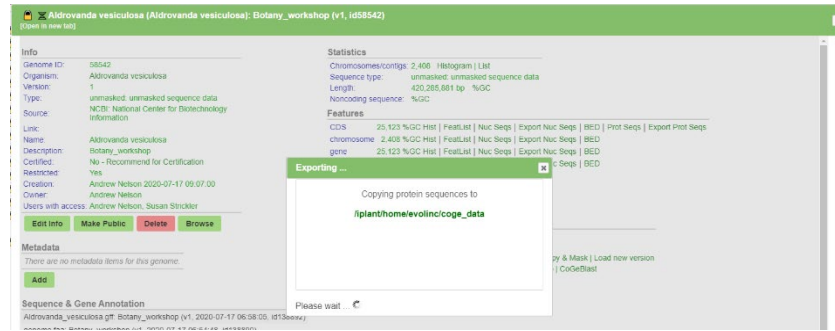 Aldrovanda vesiculosa (Aldrovanda vesiculosa): Botany_workshop (v1, id58542)
[Open in new tab]
Info
Genome ID: 58542
Organism: Aldrovanda vesiculosa
Version: 1
Type: unmasked: unmasked sequence data
Source: NCBI: National Center for Biotechnology
Information
Link:
Name: Aldrovanda vesiculosa
Description: Botany_workshop
Certified: No - Recommend for Certification
Restricted: Yes
Creation: Andrew Nelson 2020-07-17 09:07:00
Owner: Andrew Nelson
Users with access: Andrew Nelson, Susan Strickler
Edit Info Make Public Delete Browse
Metadata
There are no metadata items for this genome.
Add
Sequence & Gene Annotation
Aldrovanda_vesiculosa.gff: Botany_workshop (v1, 2020-07-17 06:58:05,
Botany_workshop (v1, 2020-07-17
Statistics
Chromosomes/contigs: 2,408 Histogram | List
Sequence type: unmasked: unmasked sequence data
Length: bp %GC
Noncoding sequence: %GC
Features
CDS 25,123 %GC Hist | FeatList | Nuc Seqs | Export Nuc Seqs | BED | Prot Seqs | Export Prot Seqs
chromosome 2,408 %GC Hist | FeatList | Nuc Seqs | Export Nuc Seqs | BED
gene 25,123 %GC Hist | FeatList | Nuc Seqs | Export Nuc Seqs | BED
c Seqs | BED
Exporting ...
Copying protein sequences to
/iplant/home/evolinc/coge_data
Please wait ...
py & Mask | Load new version
| CoGeBlast